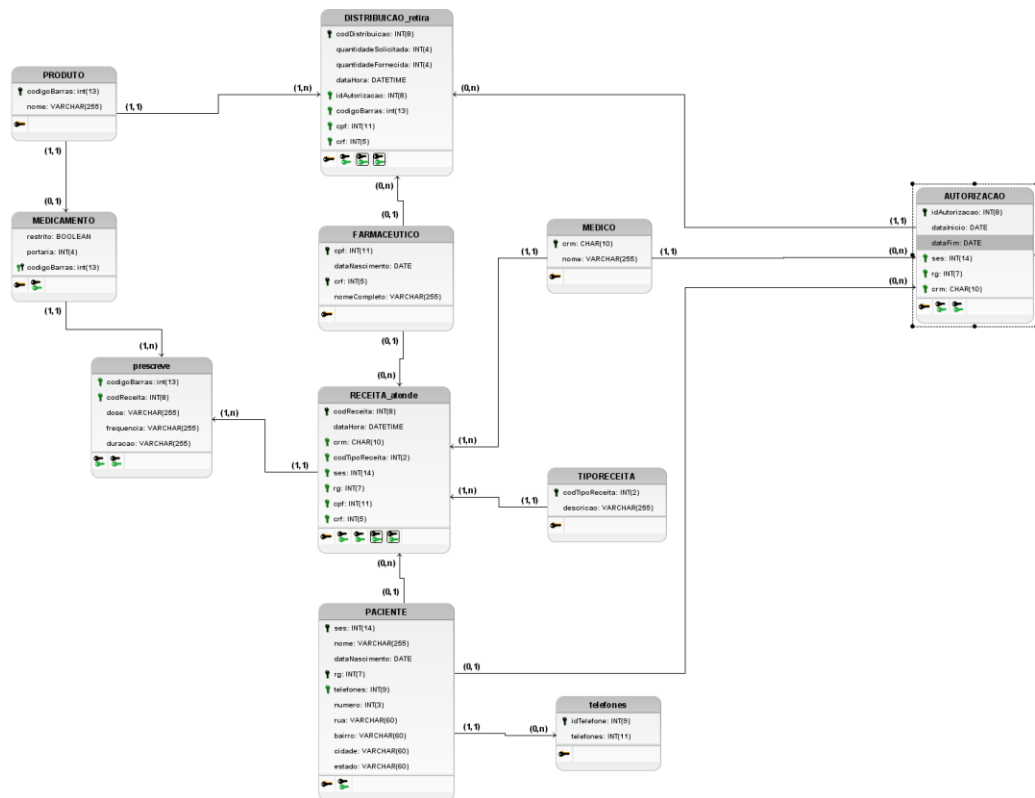 DISTRIBUICAO_retira
codDistribuicao: INT(8)
quantidadeSolicitada: INT(4)
quantidadeFornecida: INT(4)
dataHora: DATETIME
idAutorizacao: INT(8)
codigoBarras: int(13)
cpf: INT(11)
crf: INT(5)
PRODUTO
codigoBarras: int(13)
nome: VARCHAR(255)
(1,1)
(1,n)
(0,n)
(1,1)
(0,1)
(0,n)
(0,1)
(1,1)
MEDICAMENTO
restrito: BOOLEAN
portaria: INT(4)
codigoBarras: int(13)
FARMACEUTICO
cpf: INT(11)
dataNascimento: DATE
crf: INT(5)
nomeCompleto: VARCHAR(255)
MEDICO
crm: CHAR(10)
nome: VARCHAR(255)
(1,1)
(1,1)
(0,n)
(0,n)
AUTORIZACAO
idAutorizacao: INT(8)
dataInicio: DATE
dataFim: DATE
ses: INT(14)
rg: INT(7)
crm: CHAR(10)
(1,1)
(1,n)
(0,1)
(0,n)
prescreve
codigoBarras: int(13)
codReceita: INT(8)
dose: VARCHAR(255)
frequencia: VARCHAR(255)
duracao: VARCHAR(255)
(1,n)
(1,1)
RECEITA_atende
codReceita: INT(8)
dataHora: DATETIME
crm: CHAR(10)
codTipoReceita: INT(2)
ses: INT(14)
rg: INT(7)
cpf: INT(11)
crf: INT(5)
(1,n)
(1,n)
(1,1)
TIPORECEITA
codTipoReceita: INT(2)
descricao: VARCHAR(255)
(0,n)
(0,1)
PACIENTE
ses: INT(14)
nome: VARCHAR(255)
dataNascimento: DATE
rg: INT(7)
telefones: INT(9)
numero: INT(3)
rua: VARCHAR(60)
bairro: VARCHAR(60)
cidade: VARCHAR(60)
estado: VARCHAR(60)
(0,1)
(1,1)
(0,n)
telefones
idTelefone: INT(9)
telefones: INT(11)